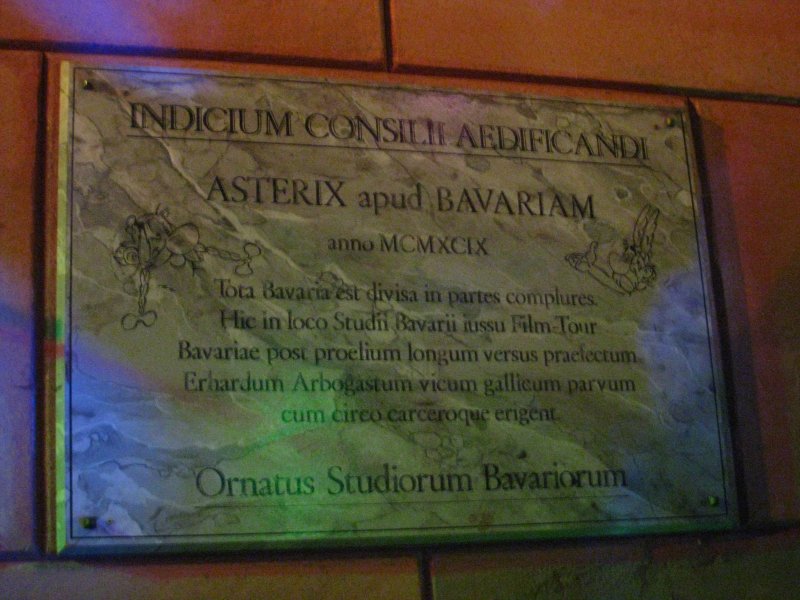 INDICIUM CONSILII AEDIFICANDI
ASTERIX apud BAVARIAM
anno MCMXCIX
Tota Bavaria est divisa in partes complures.
Hic in loco Studii Bavarii iussu Film-Tour
Bavariae post proelium longum versus praefectum
Erhardum Arbogastum vicum gallicum parvum
cum circo carceroque erigent.
Ornatus Studiorum Bavariorum